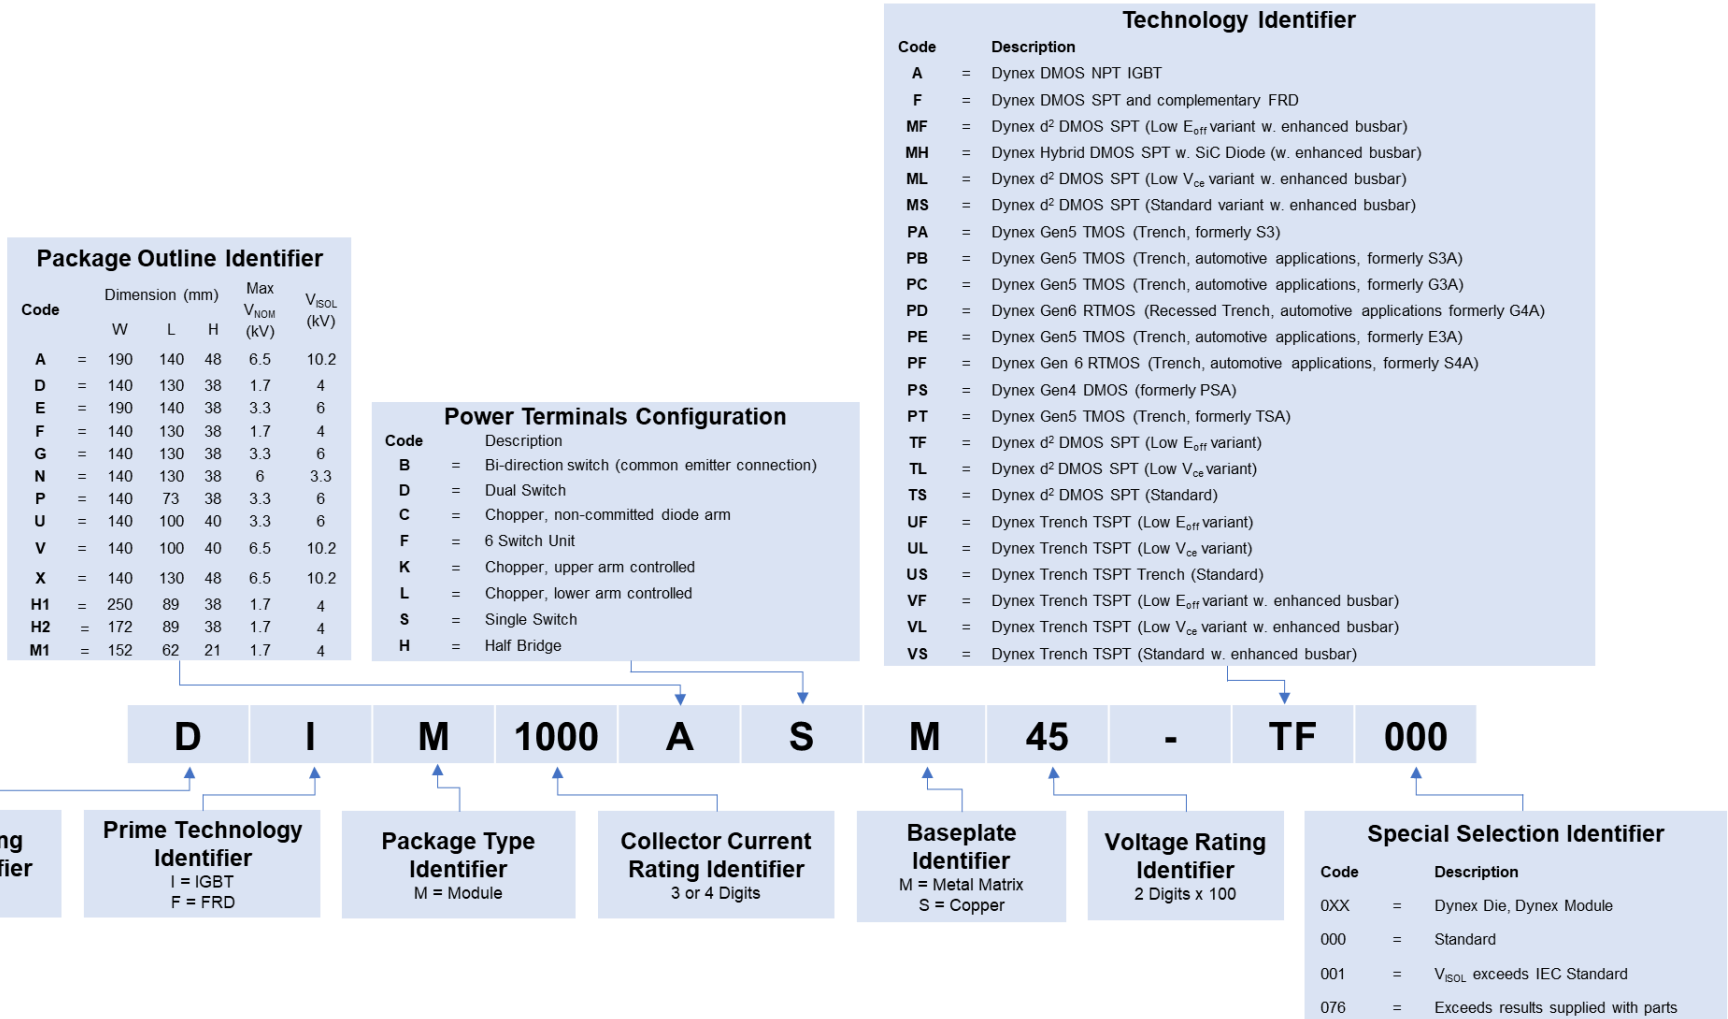 Technology Identifier
Code Description
A = Dynex DMOS NPT IGBT
F = Dynex DMOS SPT and complementary FRD
MF = Dynex d² DMOS SPT (Low Eoff variant w. enhanced busbar)
MH = Dynex Hybrid DMOS SPT w. SiC Diode (w. enhanced busbar)
ML = Dynex d² DMOS SPT (Low Vce variant w. enhanced busbar)
MS = Dynex d² DMOS SPT (Standard variant w. enhanced busbar)
PA = Dynex Gen5 TMOS (Trench, formerly S3)
PB = Dynex Gen5 TMOS (Trench, automotive applications, formerly S3A)
PC = Dynex Gen5 TMOS (Trench, automotive applications, formerly G3A)
PD = Dynex Gen6 RTMOS (Recessed Trench, automotive applications formerly G4A)
PE = Dynex Gen5 TMOS (Trench, automotive applications, formerly E3A)
PF = Dynex Gen 6 RTMOS (Trench, automotive applications, formerly S4A)
PS = Dynex Gen4 DMOS (formerly PSA)
PT = Dynex Gen5 TMOS (Trench, formerly TSA)
TF = Dynex d² DMOS SPT (Low Eoff variant)
TL = Dynex d² DMOS SPT (Low Vce variant)
TS = Dynex d² DMOS SPT (Standard)
UF = Dynex Trench TSPT (Low Eoff variant)
UL = Dynex Trench TSPT (Low Vce variant)
US = Dynex Trench TSPT Trench (Standard)
VF = Dynex Trench TSPT (Low Eoff variant w. enhanced busbar)
VL = Dynex Trench TSPT (Low Vce variant w. enhanced busbar)
VS = Dynex Trench TSPT (Standard w. enhanced busbar)
Package Outline Identifier
Code Dimension (mm) Max VNOM (kV) VISOL (kV)
W L H
A = 190 140 48 6.5 10.2
D = 140 130 38 1.7 4
E = 190 140 38 3.3 6
F = 140 130 38 1.7 4
G = 140 130 38 3.3 6
N = 140 130 38 6 3.3
P = 140 73 38 3.3 6
U = 140 100 40 3.3 6
V = 140 100 40 6.5 10.2
X = 140 130 48 6.5 10.2
H1 = 250 89 38 1.7 4
H2 = 172 89 38 1.7 4
M1 = 152 62 21 1.7 4
Power Terminals Configuration
Code Description
B = Bi-direction switch (common emitter connection)
D = Dual Switch
C = Chopper, non-committed diode arm
F = 6 Switch Unit
K = Chopper, upper arm controlled
L = Chopper, lower arm controlled
S = Single Switch
H = Half Bridge
D I M 1000 A S M 45 - TF 000
ng
fier
Prime Technology
Identifier
I = IGBT
F = FRD
Package Type
Identifier
M = Module
Collector Current
Rating Identifier
3 or 4 Digits
Baseplate
Identifier
M = Metal Matrix
S = Copper
Voltage Rating
Identifier
2 Digits x 100
Special Selection Identifier
Code Description
0XX = Dynex Die, Dynex Module
000 = Standard
001 = VISOL exceeds IEC Standard
076 = Exceeds results supplied with parts